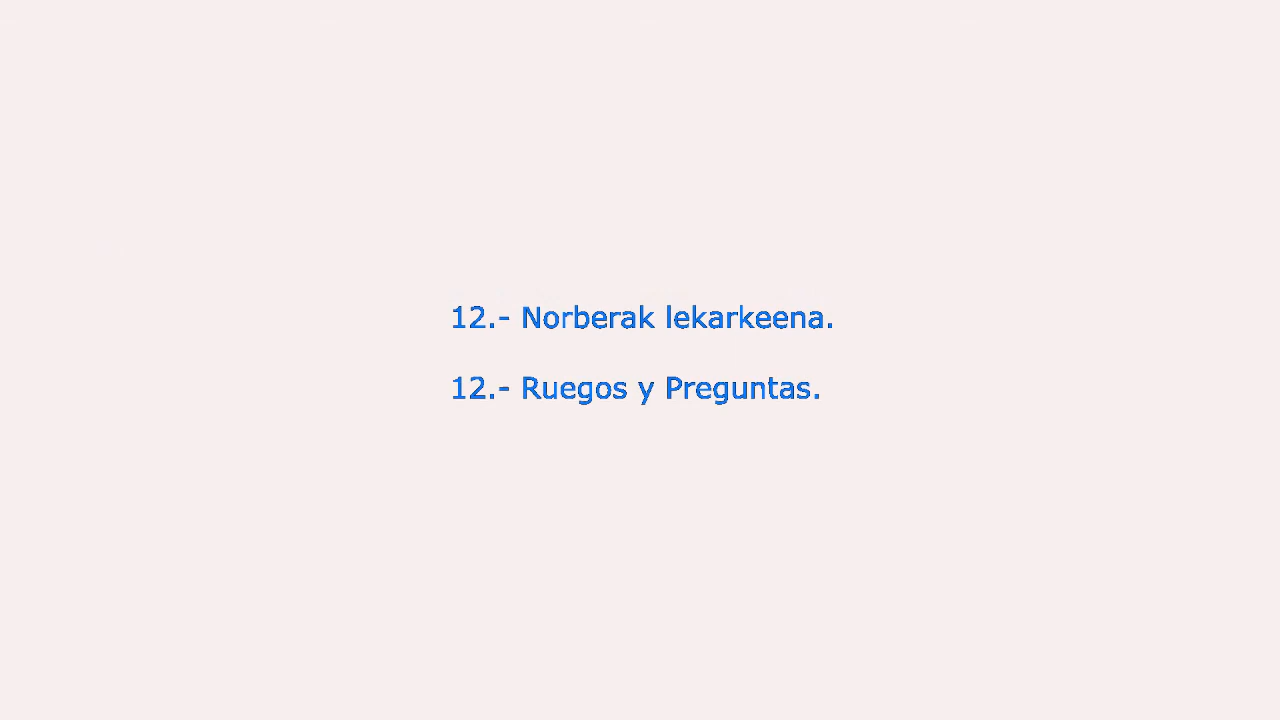 12.- Norberak lekarkeena.
12.- Ruegos y Preguntas.